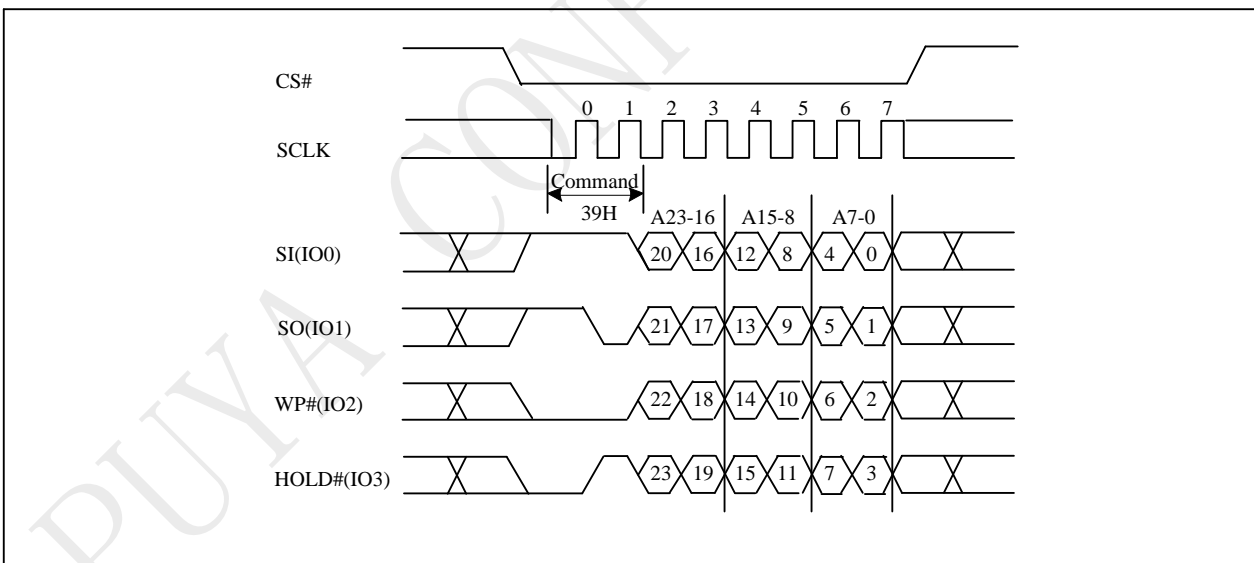 PUYA CONF
CS#
0 1 2 3 4 5 6 7
SCLK
Command
39H
A23-16 A15-8 A7-0
SI(IO0) 20 16 12 8 4 0
SO(IO1) 21 17 13 9 5 1
WP#(IO2) 22 18 14 10 6 2
HOLD#(IO3) 23 19 15 11 7 3